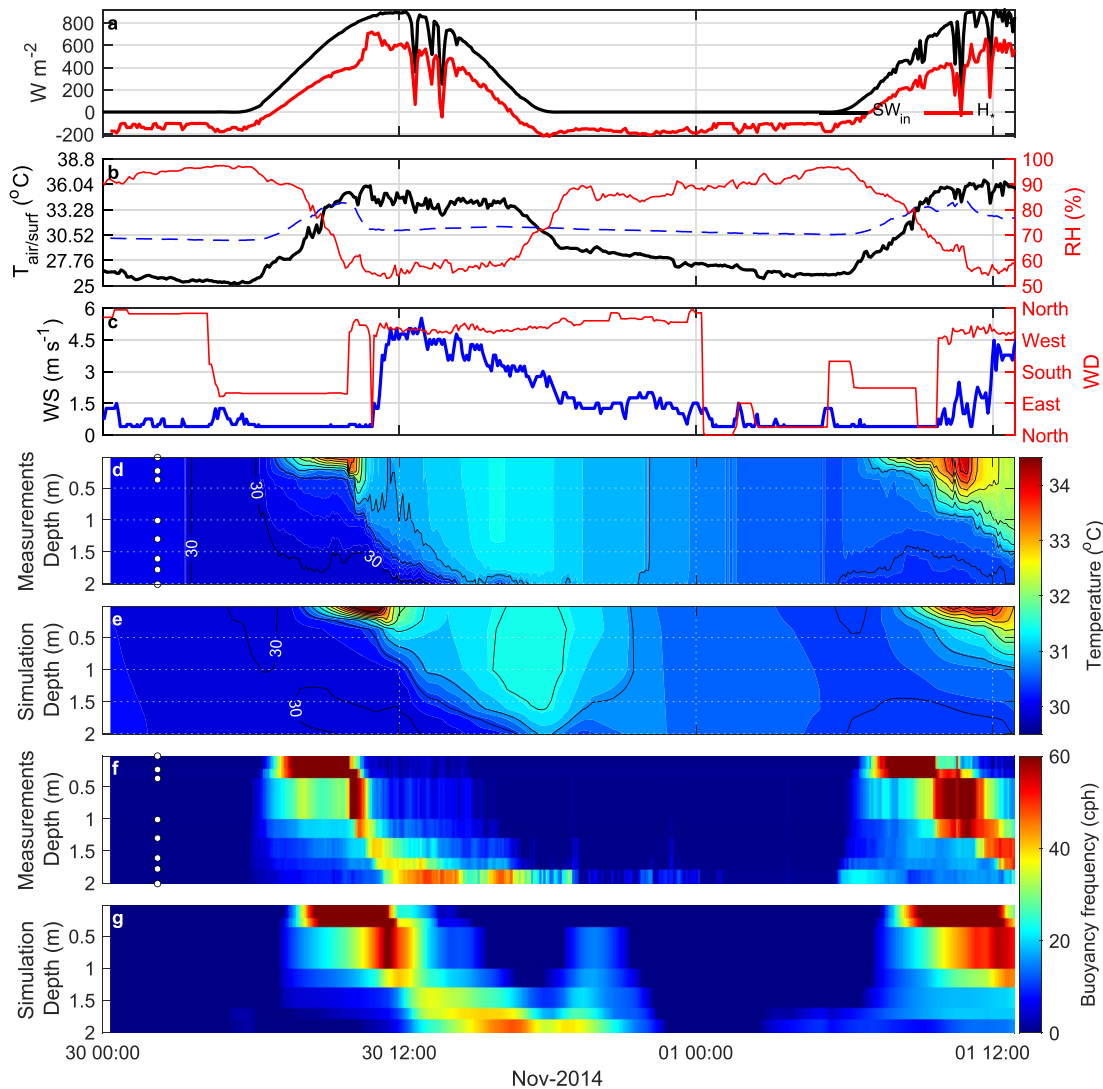 a
W m-2
800
600
400
200
0
-200
SWin
H*
b
Tair/surf (oC)
38.8
36.04
33.28
30.52
27.76
25
100
90
80
70
60
50
RH (%)
c
WS (m s-1)
6
4.5
3
1.5
0
North
West
South
East
North
WD
d
Measurements
Depth (m)
0.5
1
1.5
2
30
30
30
e
Simulation
Depth (m)
0.5
1
1.5
2
30
30
34
33
32
31
30
Temperature (oC)
f
Measurements
Depth (m)
0.5
1
1.5
2
g
Simulation
Depth (m)
0.5
1
1.5
2
60
40
20
0
Buoyancy frequency (cph)
30 00:00
30 12:00
01 00:00
01 12:00
Nov-2014